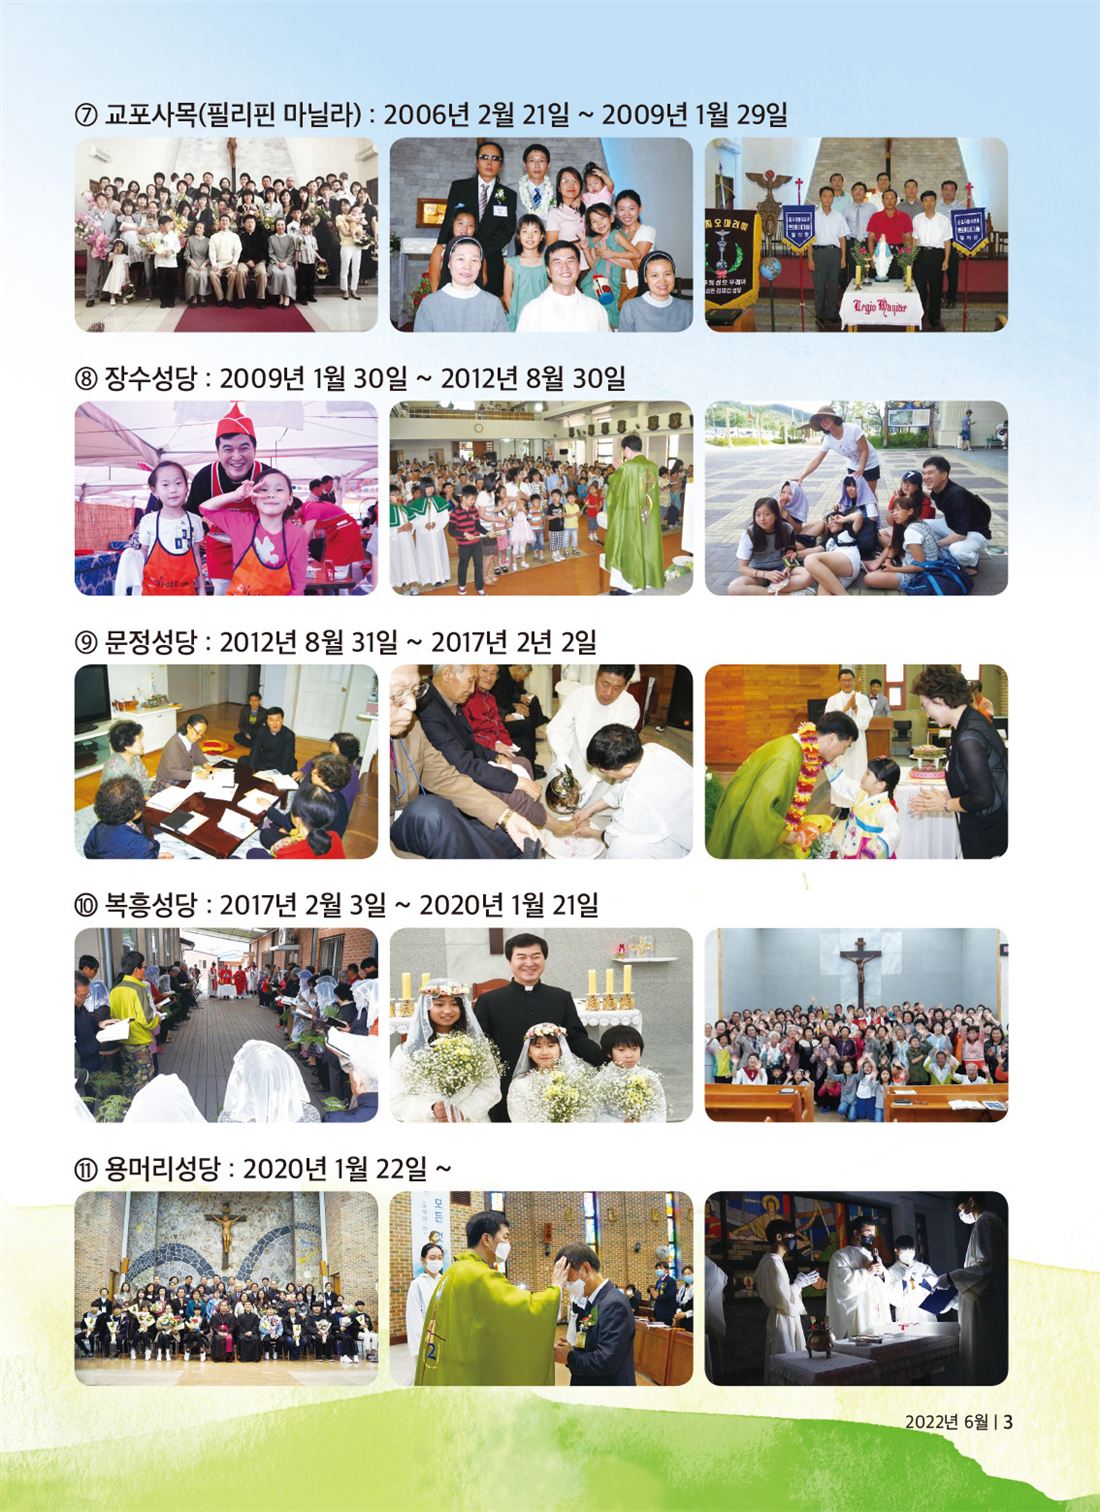 ⑦ 교포사목(필리핀 마닐라) : 2006년 2월 21일 ~ 2009년 1월 29일
Legio Mariae
⑧ 장수성당 : 2009년 1월 30일 ~ 2012년 8월 30일
⑨ 문정성당 : 2012년 8월 31일 ~ 2017년 2년 2일
⑩ 복흥성당 : 2017년 2월 3일 ~ 2020년 1월 21일
⑪ 용머리성당 : 2020년 1월 22일 ~
모든
2022년 6월 | 3